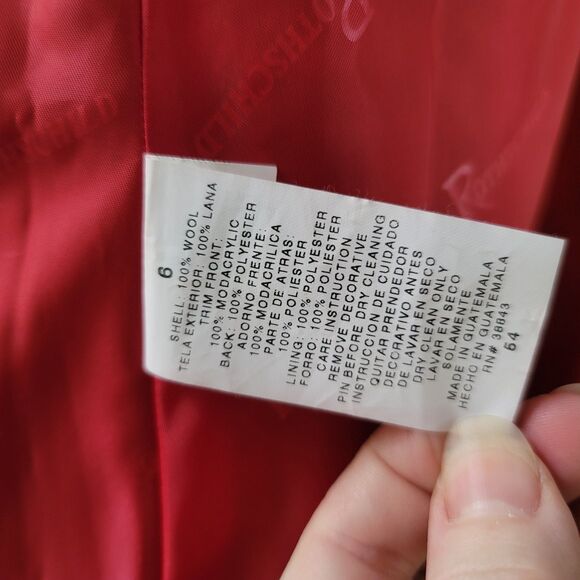 6
SHELL: 100% WOOL
TELA EXTERIOR: 100% LANA
TRIM FRONT:
100% MODACRYLIC
BACK: 100% POLYESTER
ADORNO FRENTE:
100% MODACRILICA
PARTE DE ATRAS:
100% POLIESTER
LINING: 100% POLYESTER
FORRO: 100% POLIESTER
CARE INSTRUCTION
REMOVE DECORATIVE
PIN BEFORE DRY CLEANING
INSTRUCCION DE CUIDADO
QUITAR PRENDEDOR
DECORATIVO ANTES
DE LAVAR EN SECO
DRY CLEAN ONLY
LAVAR EN SECO
SOLAMENTE
MADE IN GUATEMALA
HECHO EN GUATEMALA
RN# 38843
54
ROTHSCHILD